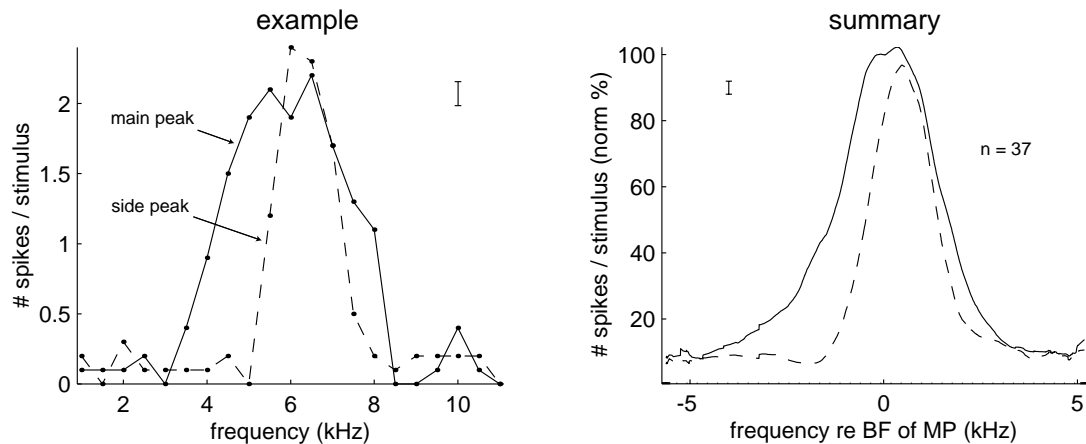 example
# spikes / stimulus
2
1.5
1
0.5
0
main peak
side peak
2 4 6 8 10
frequency (kHz)
summary
# spikes / stimulus (norm %)
100
80
60
40
20
n = 37
-5 0 5
frequency re BF of MP (kHz)